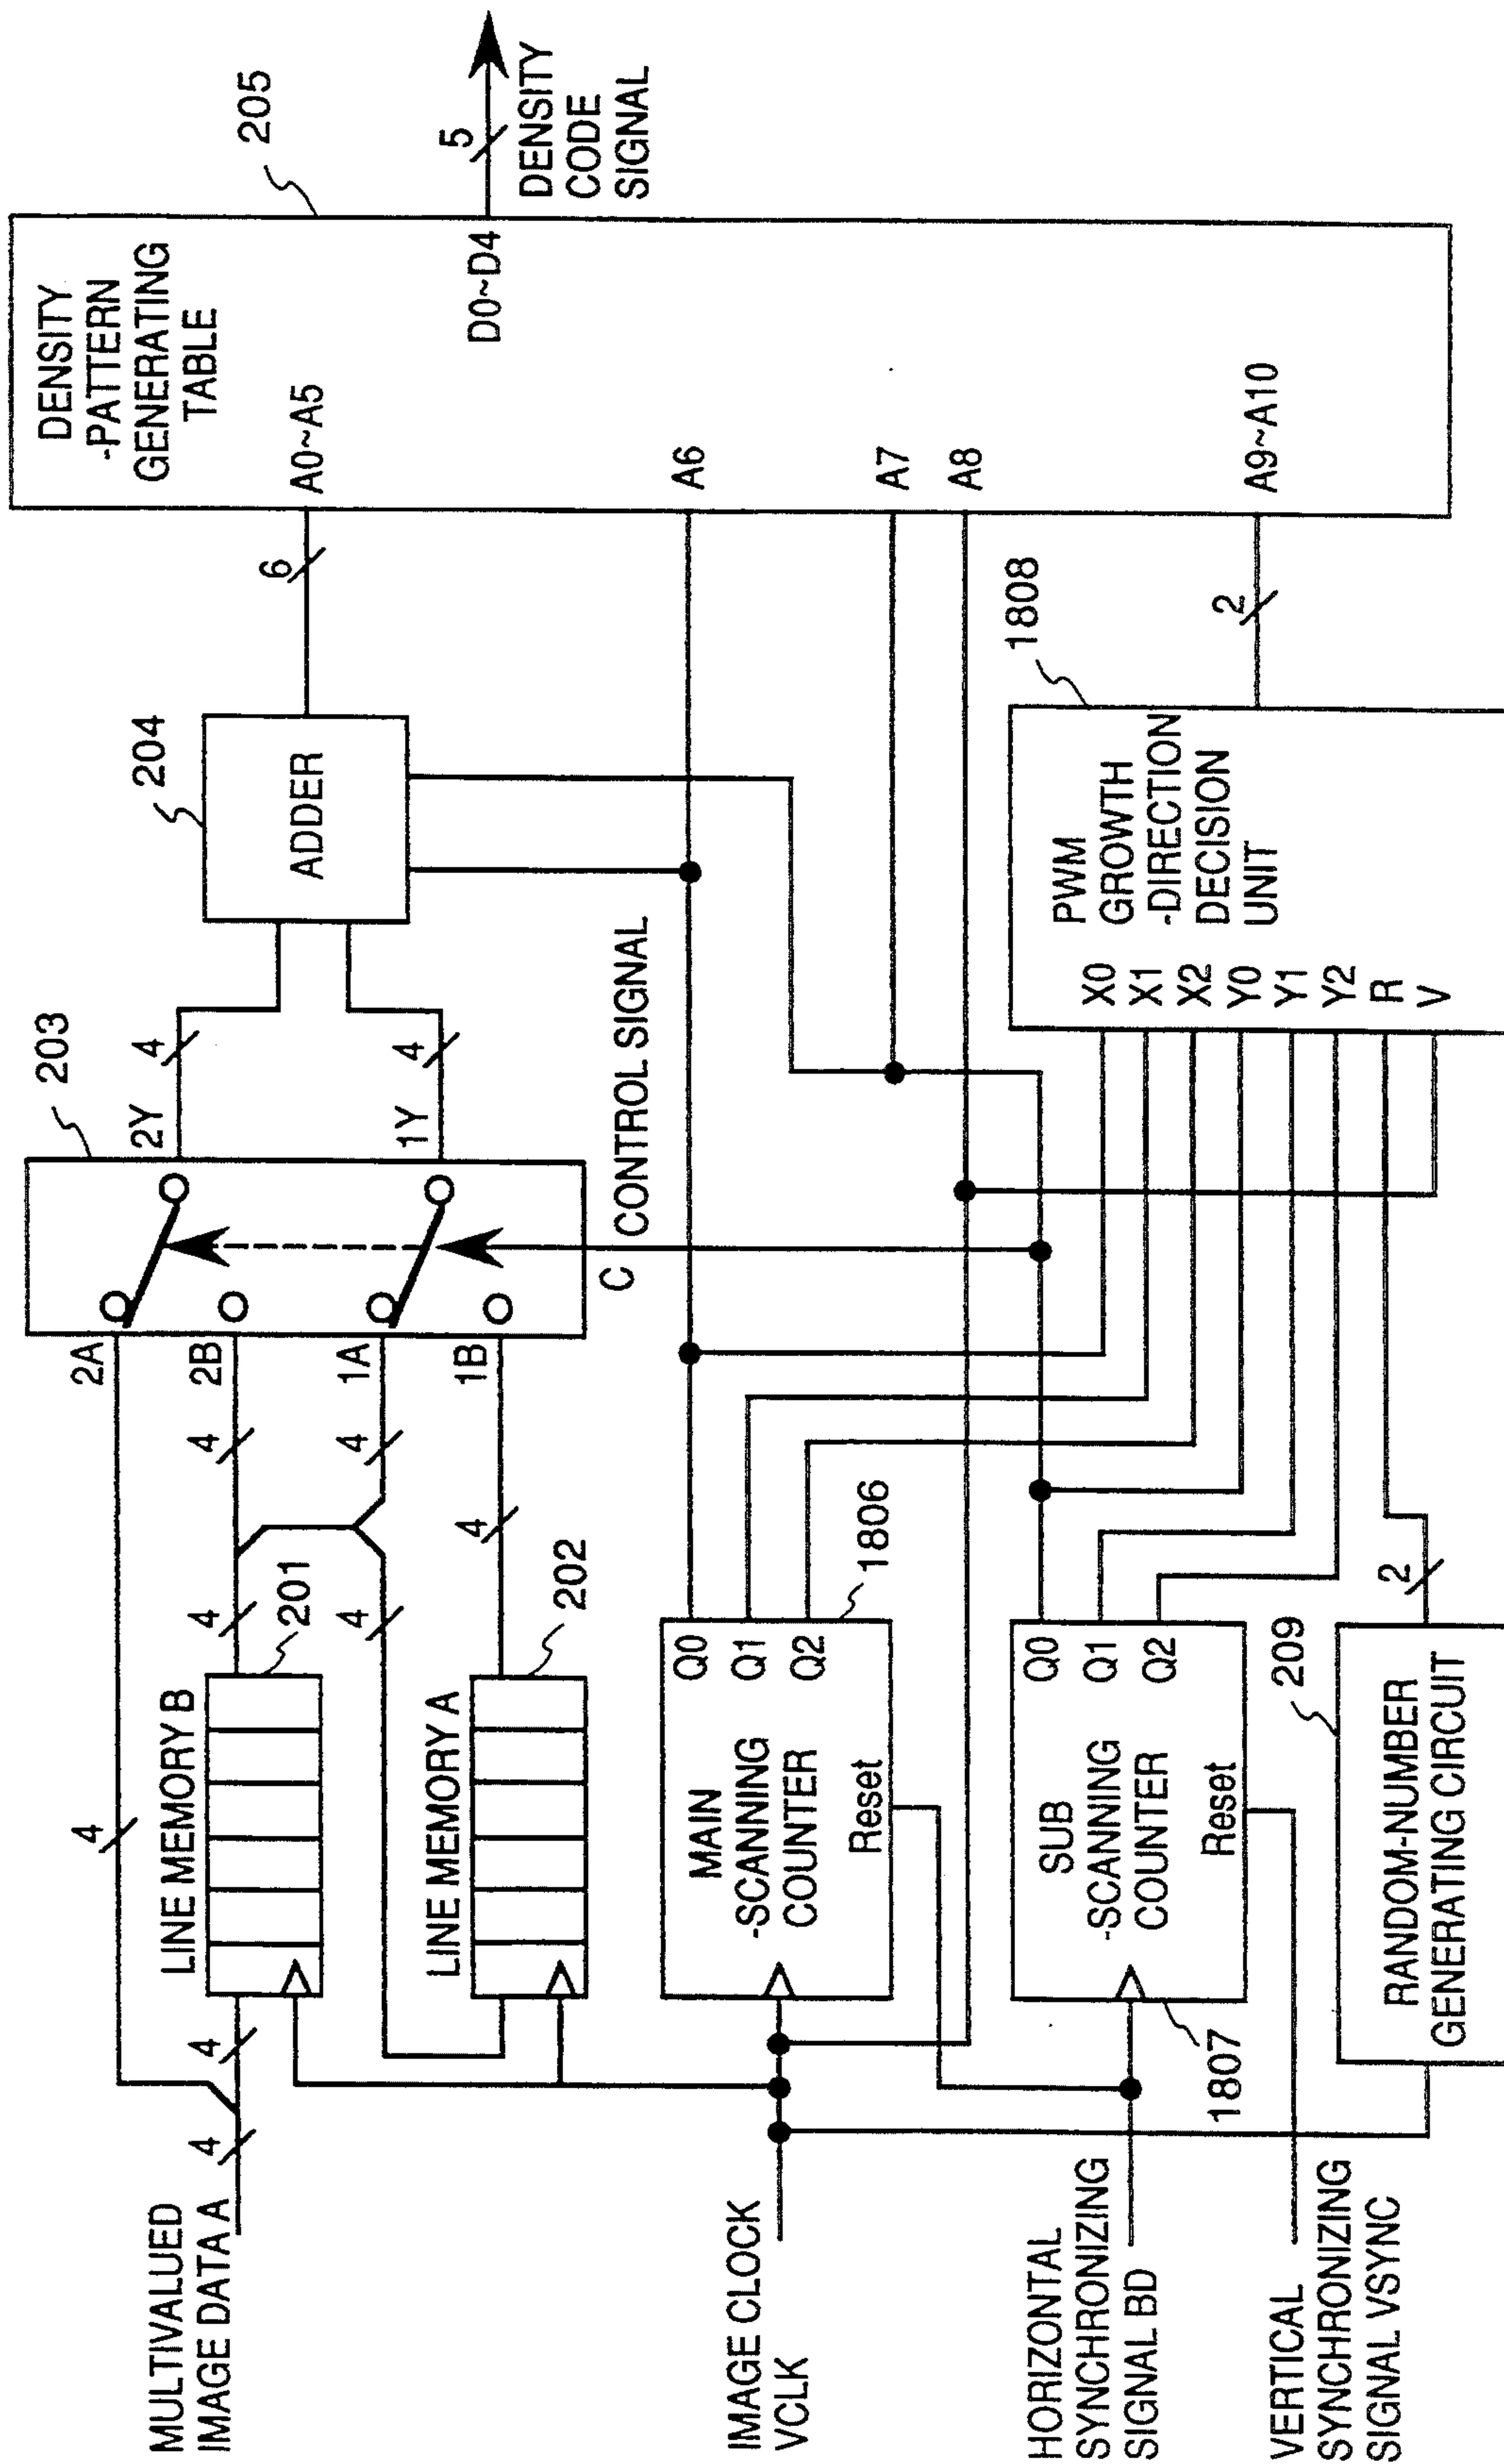 MULTIVALUED
IMAGE DATA A
4
4
4
LINE MEMORY B
201
4
4
LINE MEMORY A
202
4
4
4
2A
2B
1A
1B
203
2Y
1Y
4
4
C CONTROL SIGNAL
204
ADDER
6
DENSITY
-PATTERN
GENERATING
TABLE
205
A0~A5
A6
A7
A8
A9~A10
D0~D4
5
DENSITY
CODE
SIGNAL
IMAGE CLOCK
VCLK
MAIN
-SCANNING
COUNTER
Reset
Q0
Q1
Q2
1806
HORIZONTAL
SYNCHRONIZING
SIGNAL BD
SUB
-SCANNING
COUNTER
Reset
Q0
Q1
Q2
1807
VERTICAL
SYNCHRONIZING
SIGNAL VSYNC
RANDOM-NUMBER
GENERATING CIRCUIT
209
2
X0
X1
X2
Y0
Y1
Y2
R
V
PWM
GROWTH
-DIRECTION
DECISION
UNIT
1808
2